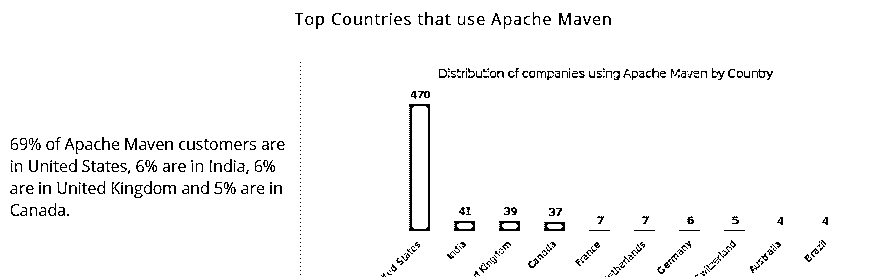 Top Countries that use Apache Maven
69% of Apache Maven customers are
in United States, 6% are in India, 6%
are in United Kingdom and 5% are in
Canada.
Distribution of companies using Apache Maven by Country
470
41
39
37
7
7
6
5
4
4
States
India
Kingdom
Canada
France
Germany
Australia
Brazil